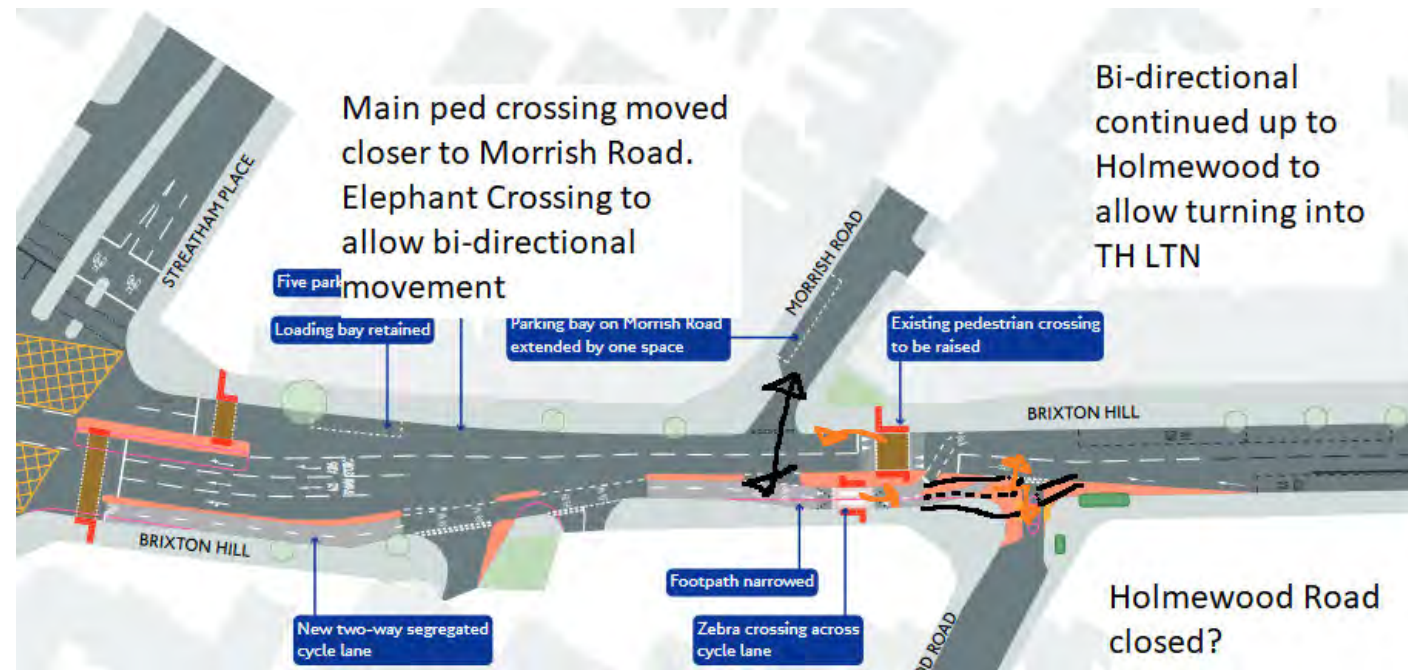 Main ped crossing moved
closer to Morrish Road.
Elephant Crossing to
allow bi-directional
movement
Bi-directional
continued up to
Holmewood to
allow turning into
TH LTN
STREATHAM PLACE
MORRISH ROAD
Five park
Loading bay retained
Parking bay on Morrish Road
extended by one space
Existing pedestrian crossing
to be raised
BRIXTON HILL
BRIXTON HILL
Footpath narrowed
New two-way segregated
cycle lane
Zebra crossing across
cycle lane
OD ROAD
Holmewood Road
closed?